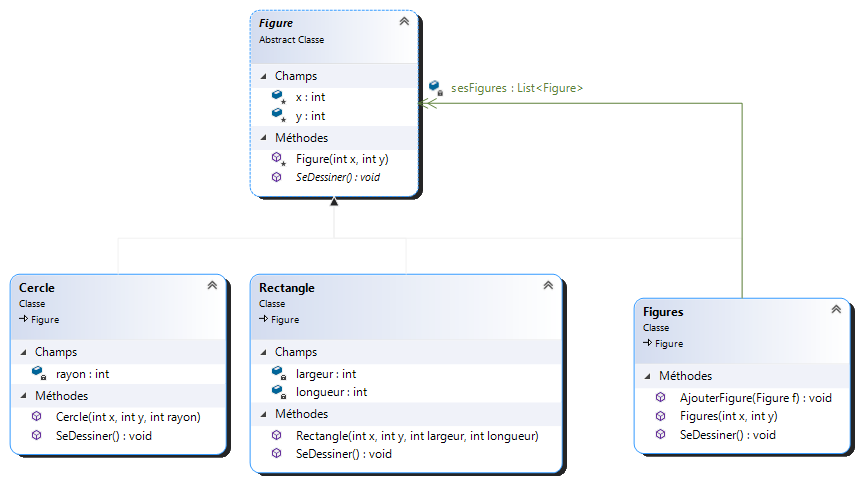 Figure
Abstract Classe
Champs
x : int
y : int
Méthodes
Figure(int x, int y)
SeDessiner() : void
sesFigures : List<Figure>
Cercle
Classe
Figure
Champs
rayon : int
Méthodes
Cercle(int x, int y, int rayon)
SeDessiner() : void
Rectangle
Classe
Figure
Champs
largeur : int
longueur : int
Méthodes
Rectangle(int x, int y, int largeur, int longueur)
SeDessiner() : void
Figures
Classe
Figure
Méthodes
AjouterFigure(Figure f) : void
Figures(int x, int y)
SeDessiner() : void